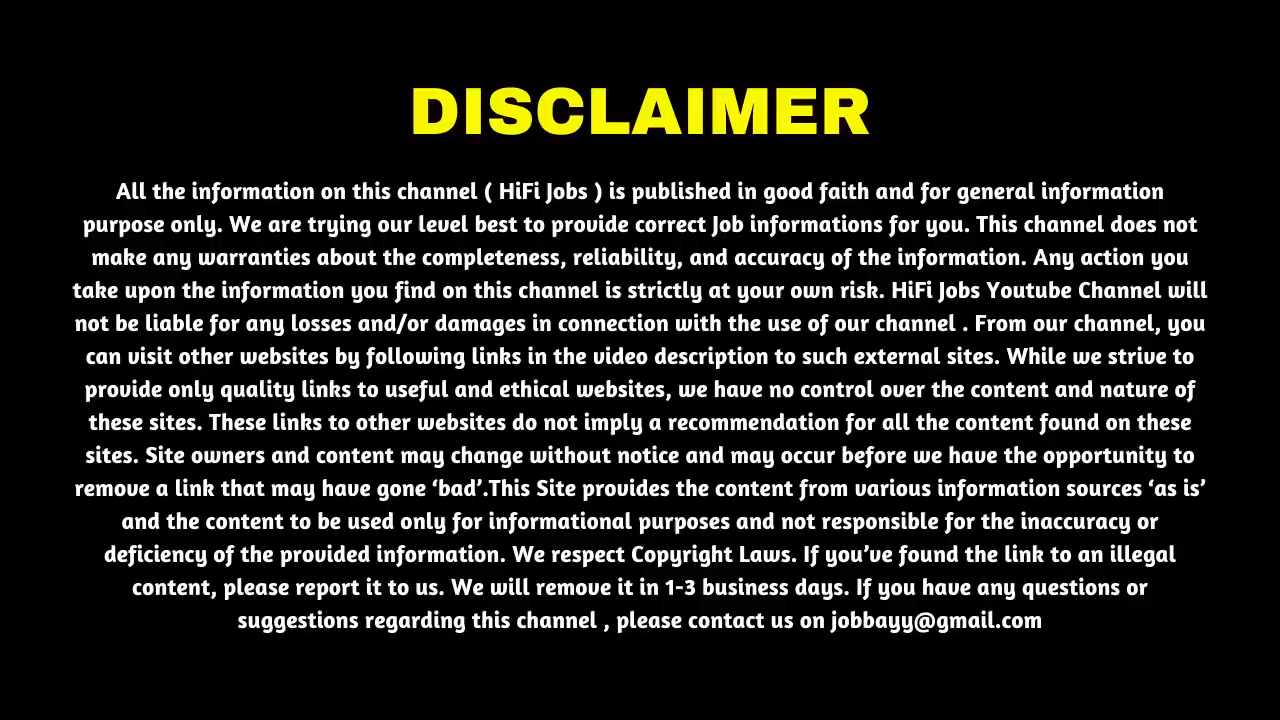 DISCLAIMER
All the information on this channel ( HiFi Jobs ) is published in good faith and for general information
purpose only. We are trying our level best to provide correct Job informations for you. This channel does not
make any warranties about the completeness, reliability, and accuracy of the information. Any action you
take upon the information you find on this channel is strictly at your own risk. HiFi Jobs Youtube Channel will
not be liable for any losses and/or damages in connection with the use of our channel . From our channel, you
can visit other websites by following links in the video description to such external sites. While we strive to
provide only quality links to useful and ethical websites, we have no control over the content and nature of
these sites. These links to other websites do not imply a recommendation for all the content found on these
sites. Site owners and content may change without notice and may occur before we have the opportunity to
remove a link that may have gone ‘bad’.This Site provides the content from various information sources ‘as is’
and the content to be used only for informational purposes and not responsible for the inaccuracy or
deficiency of the provided information. We respect Copyright Laws. If you’ve found the link to an illegal
content, please report it to us. We will remove it in 1-3 business days. If you have any questions or
suggestions regarding this channel , please contact us on jobbayy@gmail.com